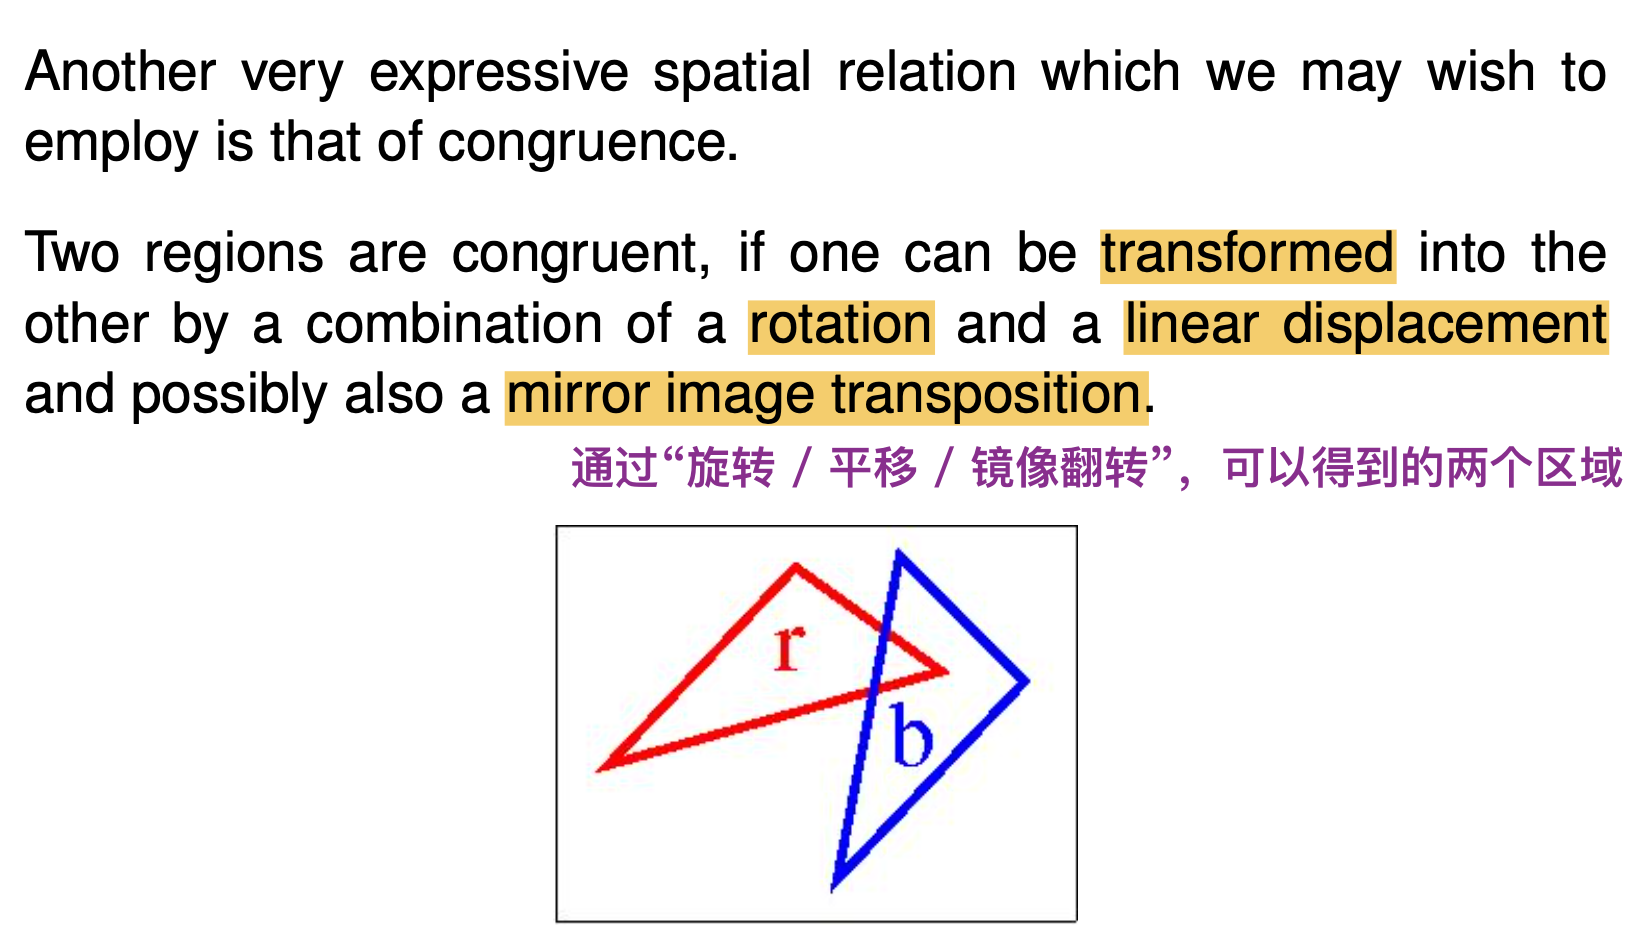 Another very expressive spatial relation which we may wish to
employ is that of congruence.
Two regions are congruent, if one can be transformed into the
other by a combination of a rotation and a linear displacement
and possibly also a mirror image transposition.
通过“旋转 / 平移 / 镜像翻转”，可以得到的两个区域
r
b